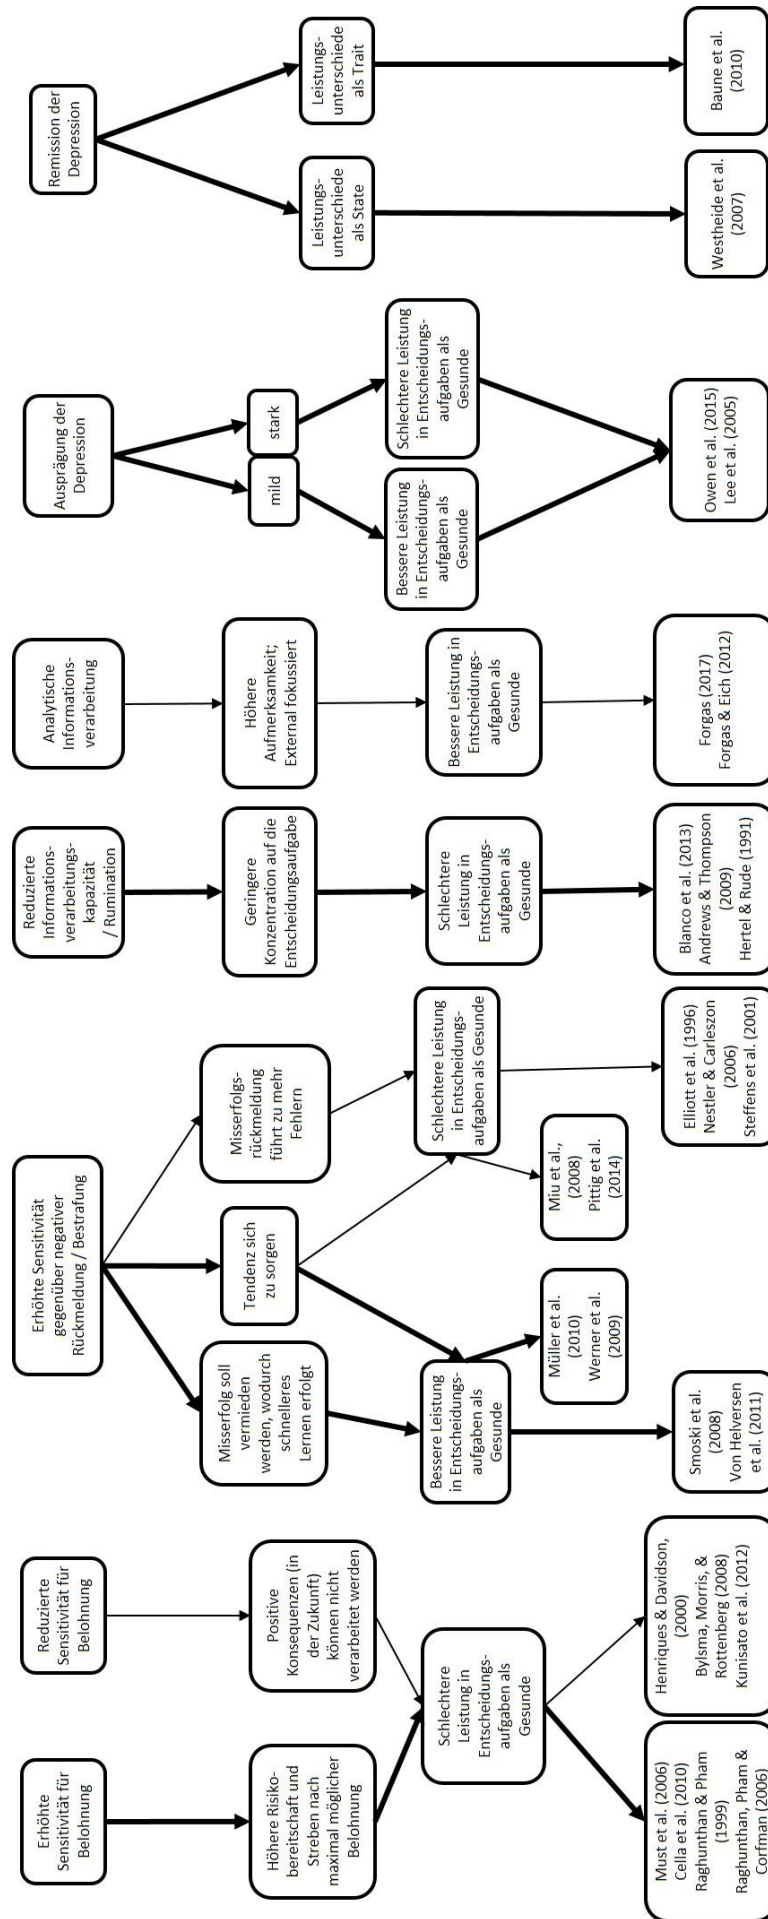 Erhöhte
Sensitivität für
Belohnung
Höhere Risiko-
bereitschaft und
Streben nach
maximal möglicher
Belohnung
Reduzierte
Sensitivität für
Belohnung
Positive
Konsequenzen (in
der Zukunft)
können nicht
verarbeitet werden
Schlechtere
Leistung in
Entscheidungs-
aufgaben als
Gesunde
Must et al. (2006)
Cella et al. (2010)
Raghunthan & Pham
(1999)
Raghunthan, Pham &
Corfman (2006)
Henriques & Davidson,
(2000)
Bylsma, Morris, &
Rottenberg (2008)
Kunisato et al. (2012)
Erhöhte Sensitivität
gegenüber negativer
Rückmeldung / Bestrafung
Misserfolg soll
vermieden
werden, wodurch
schnelleres
Lernen erfolgt
Tendenz sich
zu sorgen
Misserfolgs-
rückmeldung
führt zu mehr
Fehlern
Bessere Leistung
in Entscheidungs-
aufgaben als
Gesunde
Schlechtere Leistung
in Entscheidungs-
aufgaben als Gesunde
Müller et al.
(2010)
Werner et al.
(2009)
Miu et al.,
(2008)
Pittig et al.
(2014)
Smoski et al.
(2008)
Von Helversen
et al. (2011)
Elliott et al. (1996)
Nestler & Carleszon
(2006)
Steffens et al. (2001)
Reduzierte
Informations-
verarbeitungs-
kapazität
/ Rumination
Geringere
Konzentration auf die
Entscheidungsaufgabe
Schlechtere
Leistung in
Entscheidungs-
aufgaben als
Gesunde
Blanco et al. (2013)
Andrews & Thompson
(2009)
Hertel & Rude (1991)
Analytische
Informations-
verarbeitung
Höhere
Aufmerksamkeit;
External fokussiert
Bessere Leistung in
Entscheidungs-
aufgaben als
Gesunde
Forgas (2017)
Forgas & Eich (2012)
Ausprägung der
Depression
mild
stark
Bessere Leistung
in Entscheidungs-
aufgaben als
Gesunde
Schlechtere Leistung
in Entscheidungs-
aufgaben als
Gesunde
Owen et al. (2015)
Lee et al. (2005)
Remission der
Depression
Leistungs-
unterschiede
als State
Leistungs-
unterschiede
als Trait
Westheide et al.
(2007)
Baune et al.
(2010)